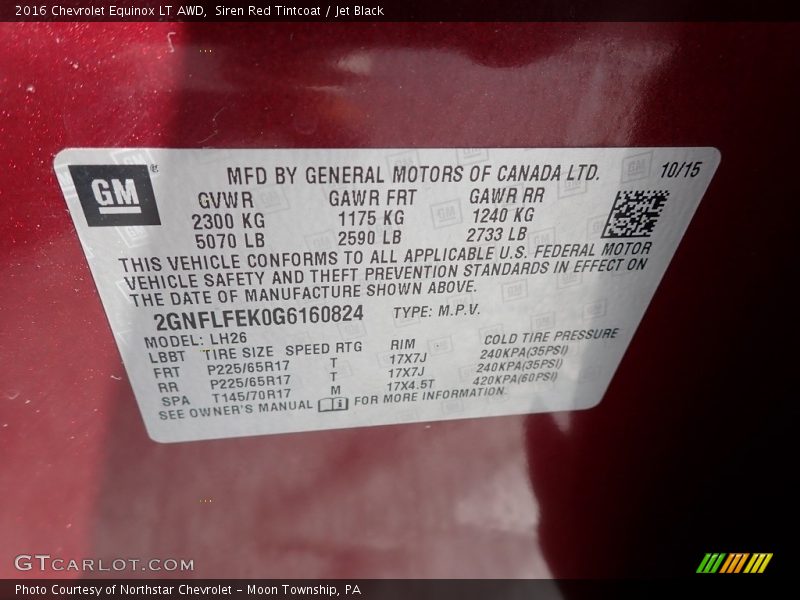 2016 Chevrolet Equinox LT AWD, Siren Red Tintcoat / Jet Black
GM
MFD BY GENERAL MOTORS OF CANADA LTD. 10/15
GVWR GAWR FRT GAWR RR
2300 KG 1175 KG 1240 KG
5070 LB 2590 LB 2733 LB
THIS VEHICLE CONFORMS TO ALL APPLICABLE U.S. FEDERAL MOTOR
VEHICLE SAFETY AND THEFT PREVENTION STANDARDS IN EFFECT ON
THE DATE OF MANUFACTURE SHOWN ABOVE.
2GNFLFEK0G6160824 TYPE: M.P.V.
MODEL: LH26
LBBT TIRE SIZE SPEED RTG RIM COLD TIRE PRESSURE
FRT P225/65R17 T 17X7J 240KPA(35PSI)
RR P225/65R17 T 17X7J 240KPA(35PSI)
SPA T145/70R17 M 17X4.5T 420KPA(60PSI)
SEE OWNER'S MANUAL i FOR MORE INFORMATION.
GTCARLOT.COM
Photo Courtesy of Northstar Chevrolet - Moon Township, PA